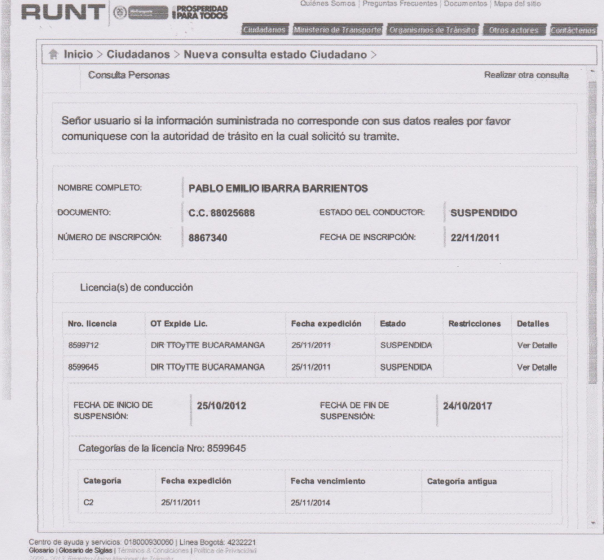 RUNT PROSPERIDAD PARA TODOS
Quiénes Somos | Preguntas Frecuentes | Documentos | Mapa del sitio
Ciudadanos Ministerio de Transporte Organismos de Tránsito Otros actores Contáctenos
Inicio > Ciudadanos > Nueva consulta estado Ciudadano >
Consulta Personas Realizar otra consulta
Señor usuario si la información suministrada no corresponde con sus datos reales por favor
comuniquese con la autoridad de trásito en la cual solicitó su tramite.
NOMBRE COMPLETO: PABLO EMILIO IBARRA BARRIENTOS
DOCUMENTO: C.C. 88025688 ESTADO DEL CONDUCTOR: SUSPENDIDO
NÚMERO DE INSCRIPCIÓN: 8867340 FECHA DE INSCRIPCIÓN: 22/11/2011
Licencia(s) de conducción
Nro. licencia OT Expide Lic. Fecha expedición Estado Restricciones Detalles
8599712 DIR TTOyTTE BUCARAMANGA 25/11/2011 SUSPENDIDA Ver Detalle
8599645 DIR TTOyTTE BUCARAMANGA 25/11/2011 SUSPENDIDA Ver Detalle
FECHA DE INICIO DE SUSPENSIÓN: 25/10/2012 FECHA DE FIN DE SUSPENSIÓN: 24/10/2017
Categorías de la licencia Nro: 8599645
Categoria Fecha expedición Fecha vencimiento Categoria antigua
C2 25/11/2011 25/11/2014
Centro de ayuda y servicios: 018000930060 | Línea Bogotá: 4232221
Glosario | Glosario de Siglas | Términos & Condiciones | Política de Privacidad